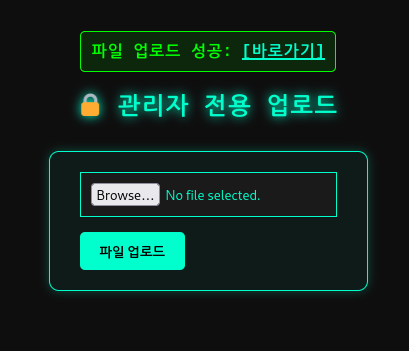 파일 업로드 성공: [바로가기]
🔒 관리자 전용 업로드
Browse... No file selected.
파일 업로드